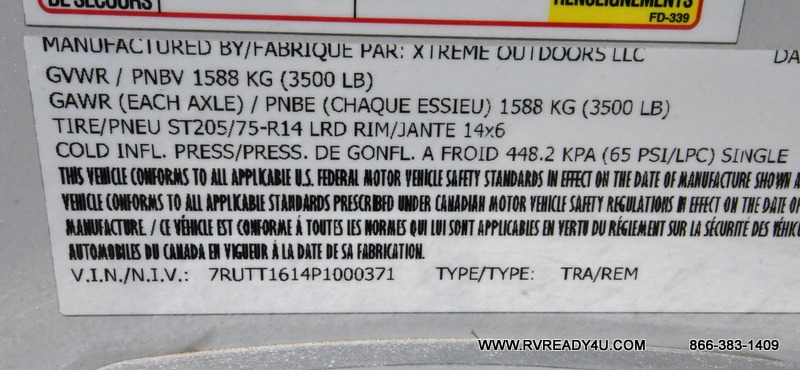 DE SECOURS
RENSEIGNEMENTS
FD-339
MANUFACTURED BY/FABRIQUE PAR: XTREME OUTDOORS LLC DA
GVWR / PNBV 1588 KG (3500 LB)
GAWR (EACH AXLE) / PNBE (CHAQUE ESSIEU) 1588 KG (3500 LB)
TIRE/PNEU ST205/75-R14 LRD RIM/JANTE 14x6
COLD INFL. PRESS/PRESS. DE GONFL. A FROID 448.2 KPA (65 PSI/LPC) SINGLE
THIS VEHICLE CONFORMS TO ALL APPLICABLE U.S. FEDERAL MOTOR VEHICLE SAFETY STANDARDS IN EFFECT ON THE DATE OF MANUFACTURE SHOWN A
VEHICLE CONFORMS TO ALL APPLICABLE STANDARDS PRESCRIBED UNDER CANADIAN MOTOR VEHICLE SAFETY REGULATIONS IN EFFECT ON THE DATE OF
MANUFACTURE. / CE VÉHICLE EST CONFORME À TOUTES LES NORMES QUI LUI SONT APPLICABLES EN VERTU DU RÉGLEMENT SUR LA SÉCURITÉ DES VÉHIC
AUTOMOBILES DU CANADA EN VIGUEUR À LA DATE DE SA FABRICATION.
V.I.N./N.I.V.: 7RUTT1614P1000371 TYPE/TYPE: TRA/REM
WWW.RVREADY4U.COM 866-383-1409